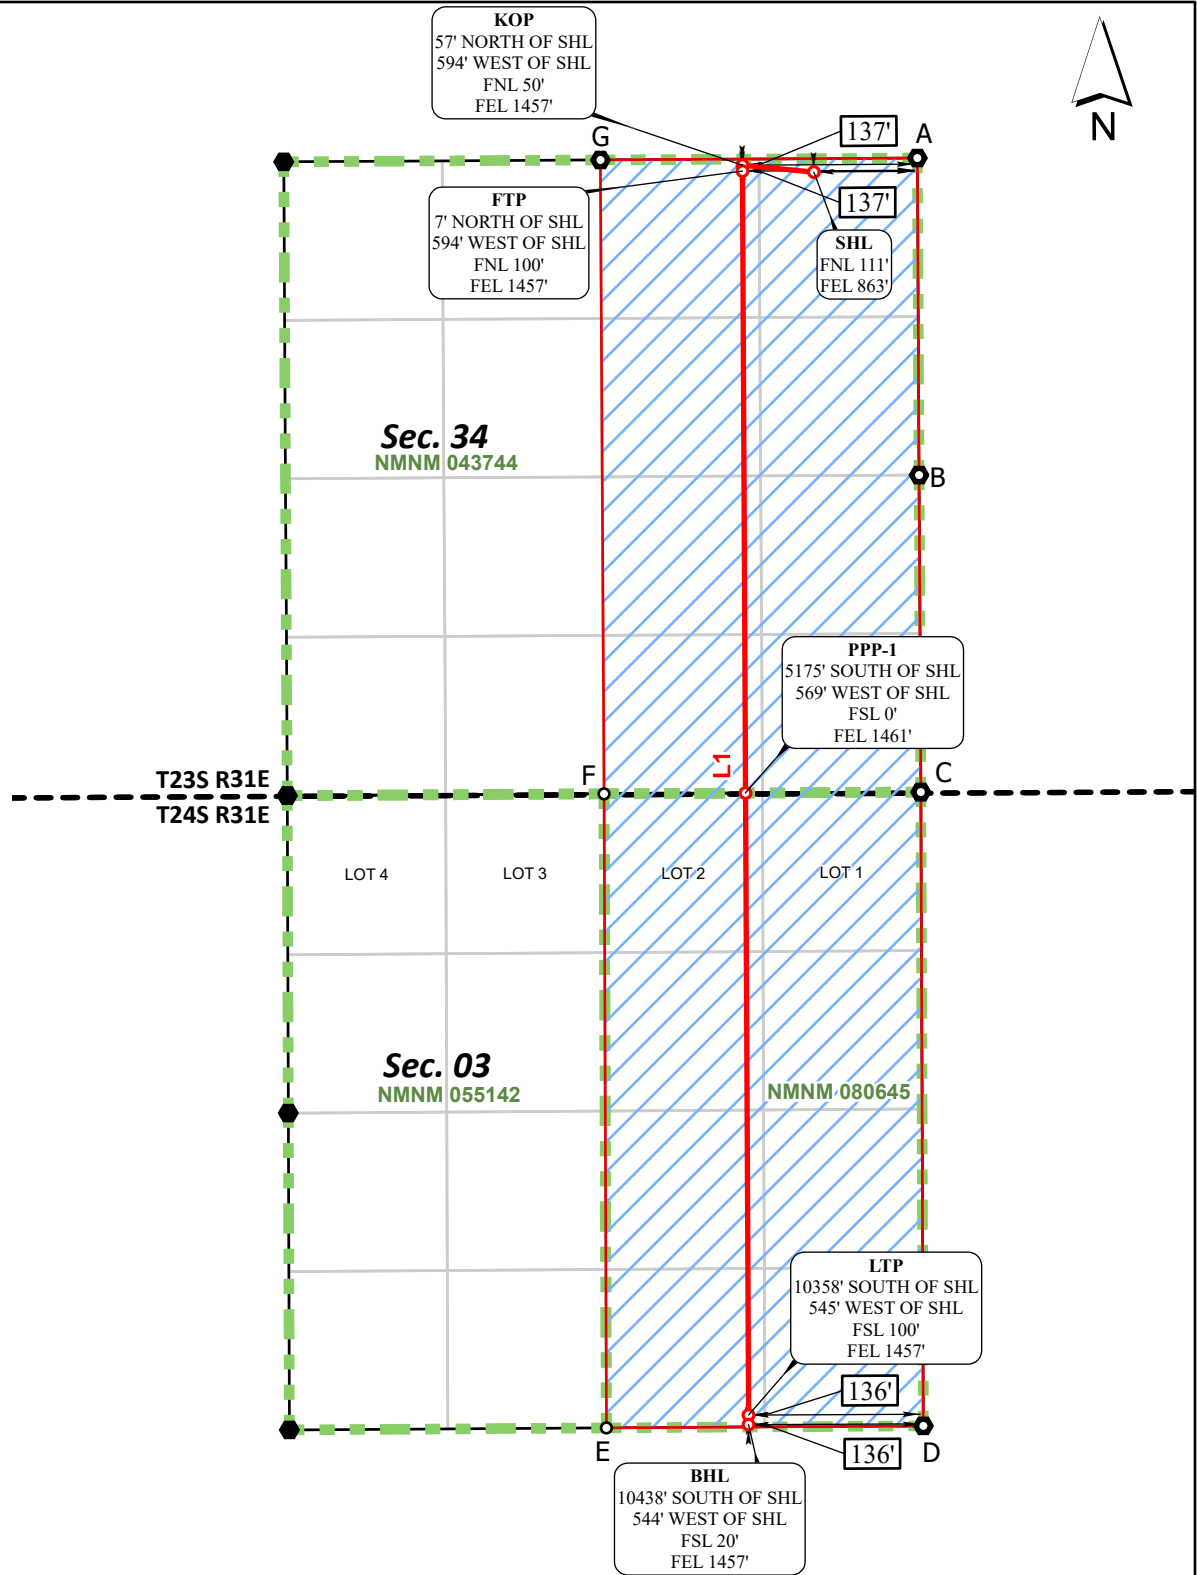 KOP
57' NORTH OF SHL
594' WEST OF SHL
FNL 50'
FEL 1457'
N
G
137'
A
FTP
7' NORTH OF SHL
594' WEST OF SHL
FNL 100'
FEL 1457'
137'
SHL
FNL 111'
FEL 863'
Sec. 34
NMNM 043744
B
PPP-1
5175' SOUTH OF SHL
569' WEST OF SHL
FSL 0'
FEL 1461'
L1
T23S R31E
F
C
T24S R31E
LOT 4
LOT 3
LOT 2
LOT 1
Sec. 03
NMNM 055142
NMNM 080645
LTP
10358' SOUTH OF SHL
545' WEST OF SHL
FSL 100'
FEL 1457'
136'
E
136'
D
BHL
10438' SOUTH OF SHL
544' WEST OF SHL
FSL 20'
FEL 1457'